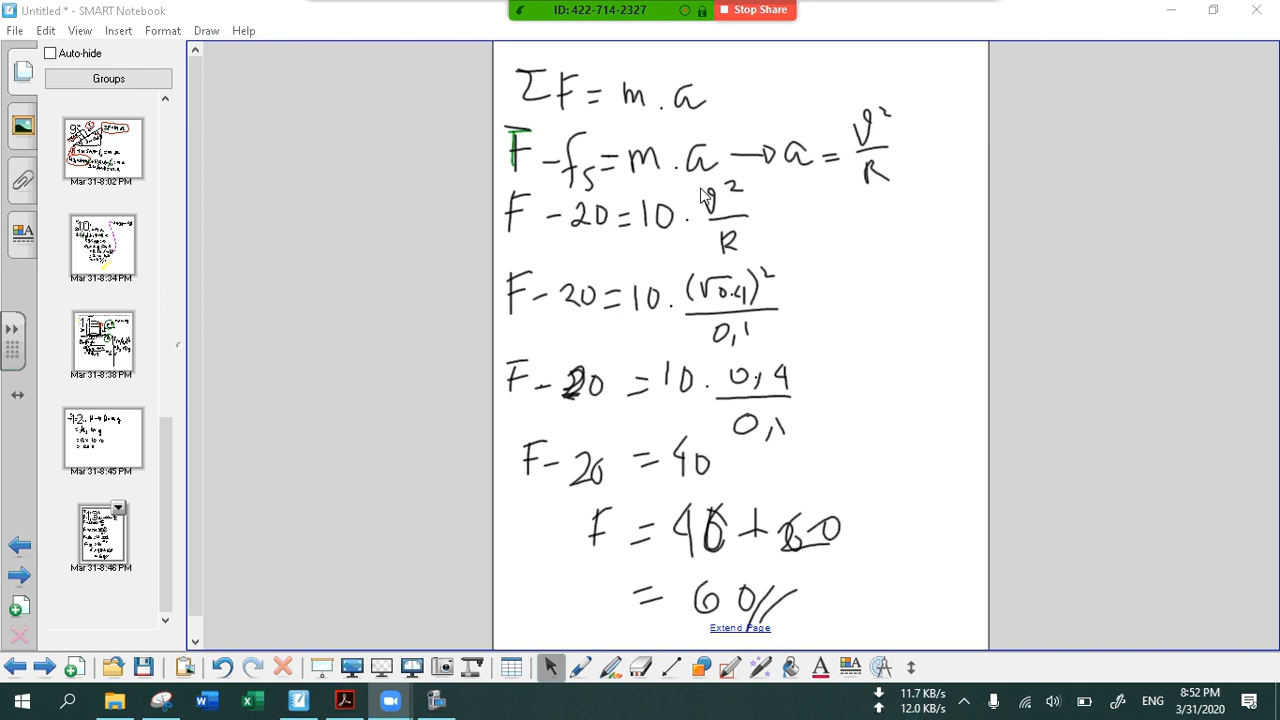 Untitled * - SMART Notebook
ID: 422-714-2327
Stop Share
File Edit View Insert Format Draw Help
Auto-hide
Groups
Mar 31-8:02 PM
Mar 31-8:34 PM
Mar 31-8:38 PM
Mar 31-8:45 PM
Mar 31-8:48 PM
ΣF = m . a
F - fs = m . a → a = v²/R
F - 20 = 10 . v²/R
F - 20 = 10 . (√0.4)²/0,1
F - 20 = 10 . 0,4/0,1
F - 20 = 40
F = 40 + 20
= 60//
Extend Page
11.7 KB/s
12.0 KB/s
ENG
8:52 PM
3/31/2020